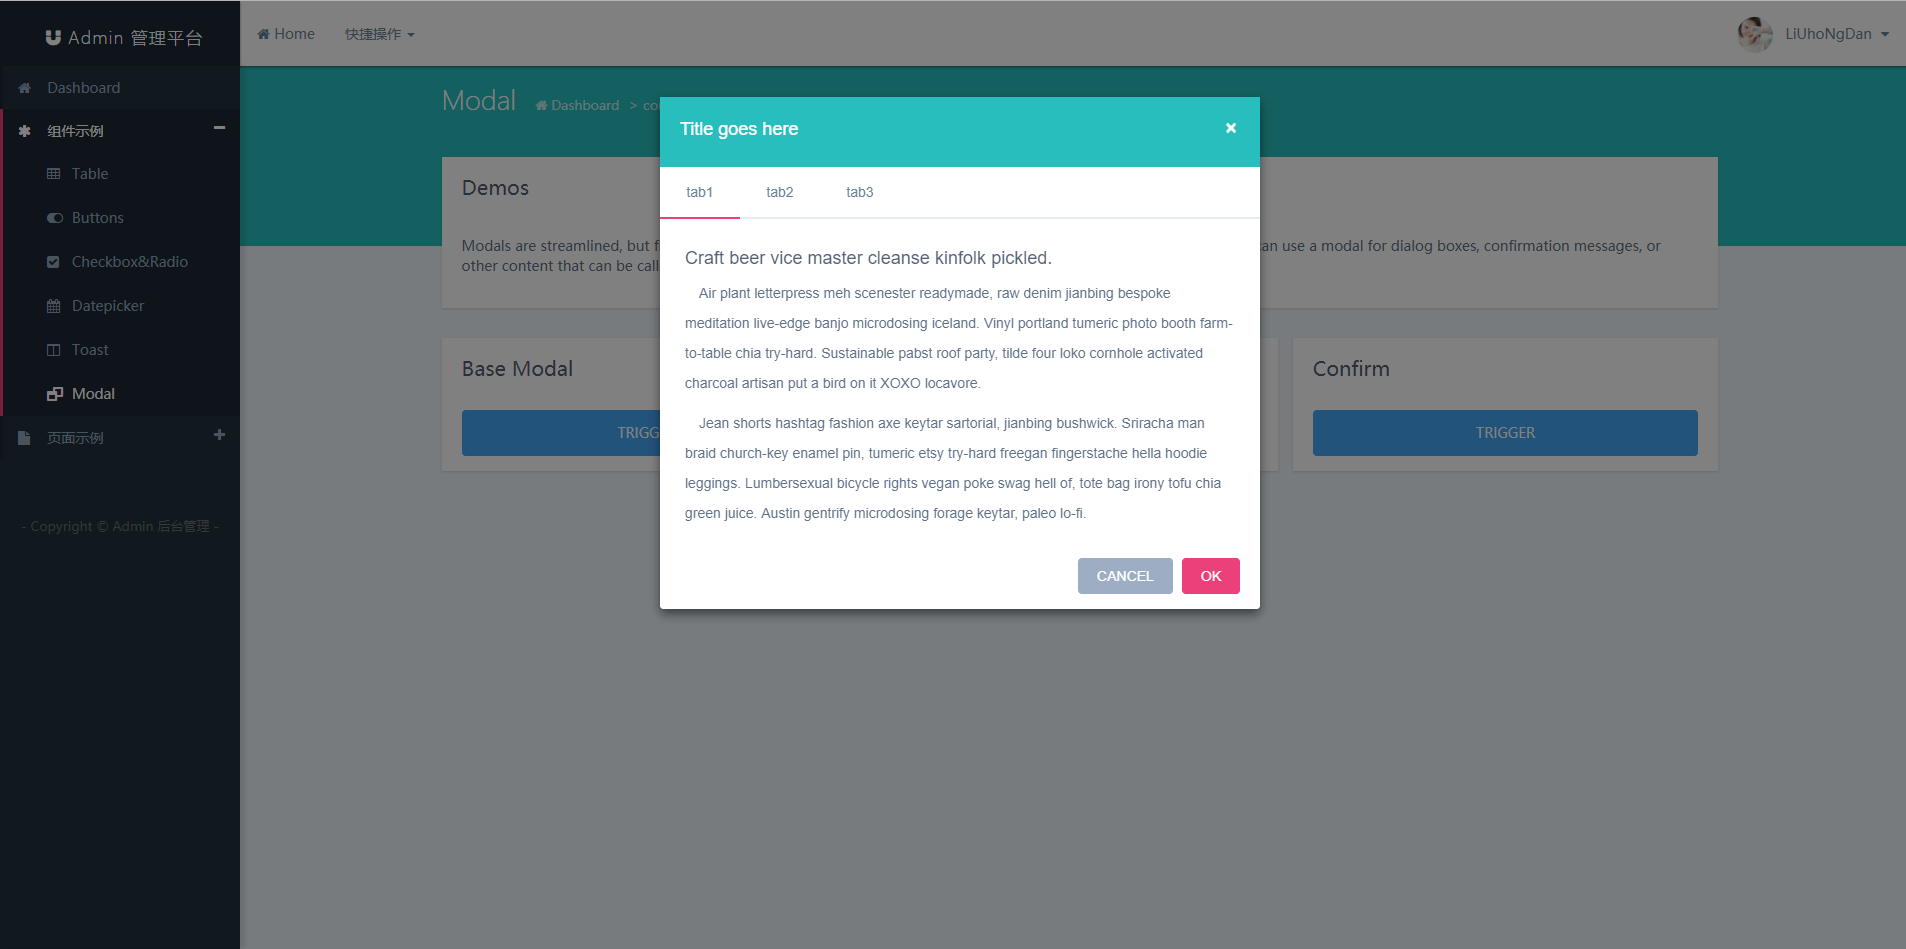 Admin 管理平台
Home
快捷操作
LiUhoNgDan
Dashboard
组件示例
Table
Buttons
Checkbox&Radio
Datepicker
Toast
Modal
页面示例
- Copyright © Admin 后台管理 -
Modal
Dashboard > co
Demos
Modals are streamlined, but f
an use a modal for dialog boxes, confirmation messages, or
other content that can be call
Base Modal
TRIGG
Confirm
TRIGGER
Title goes here
×
tab1 tab2 tab3
Craft beer vice master cleanse kinfolk pickled.
Air plant letterpress meh scenester readymade, raw denim jianbing bespoke
meditation live-edge banjo microdosing iceland. Vinyl portland tumeric photo booth farm-
to-table chia try-hard. Sustainable pabst roof party, tilde four loko cornhole activated
charcoal artisan put a bird on it XOXO locavore.
Jean shorts hashtag fashion axe keytar sartorial, jianbing bushwick. Sriracha man
braid church-key enamel pin, tumeric etsy try-hard freegan fingerstache hella hoodie
leggings. Lumbersexual bicycle rights vegan poke swag hell of, tote bag irony tofu chia
green juice. Austin gentrify microdosing forage keytar, paleo lo-fi.
CANCEL OK